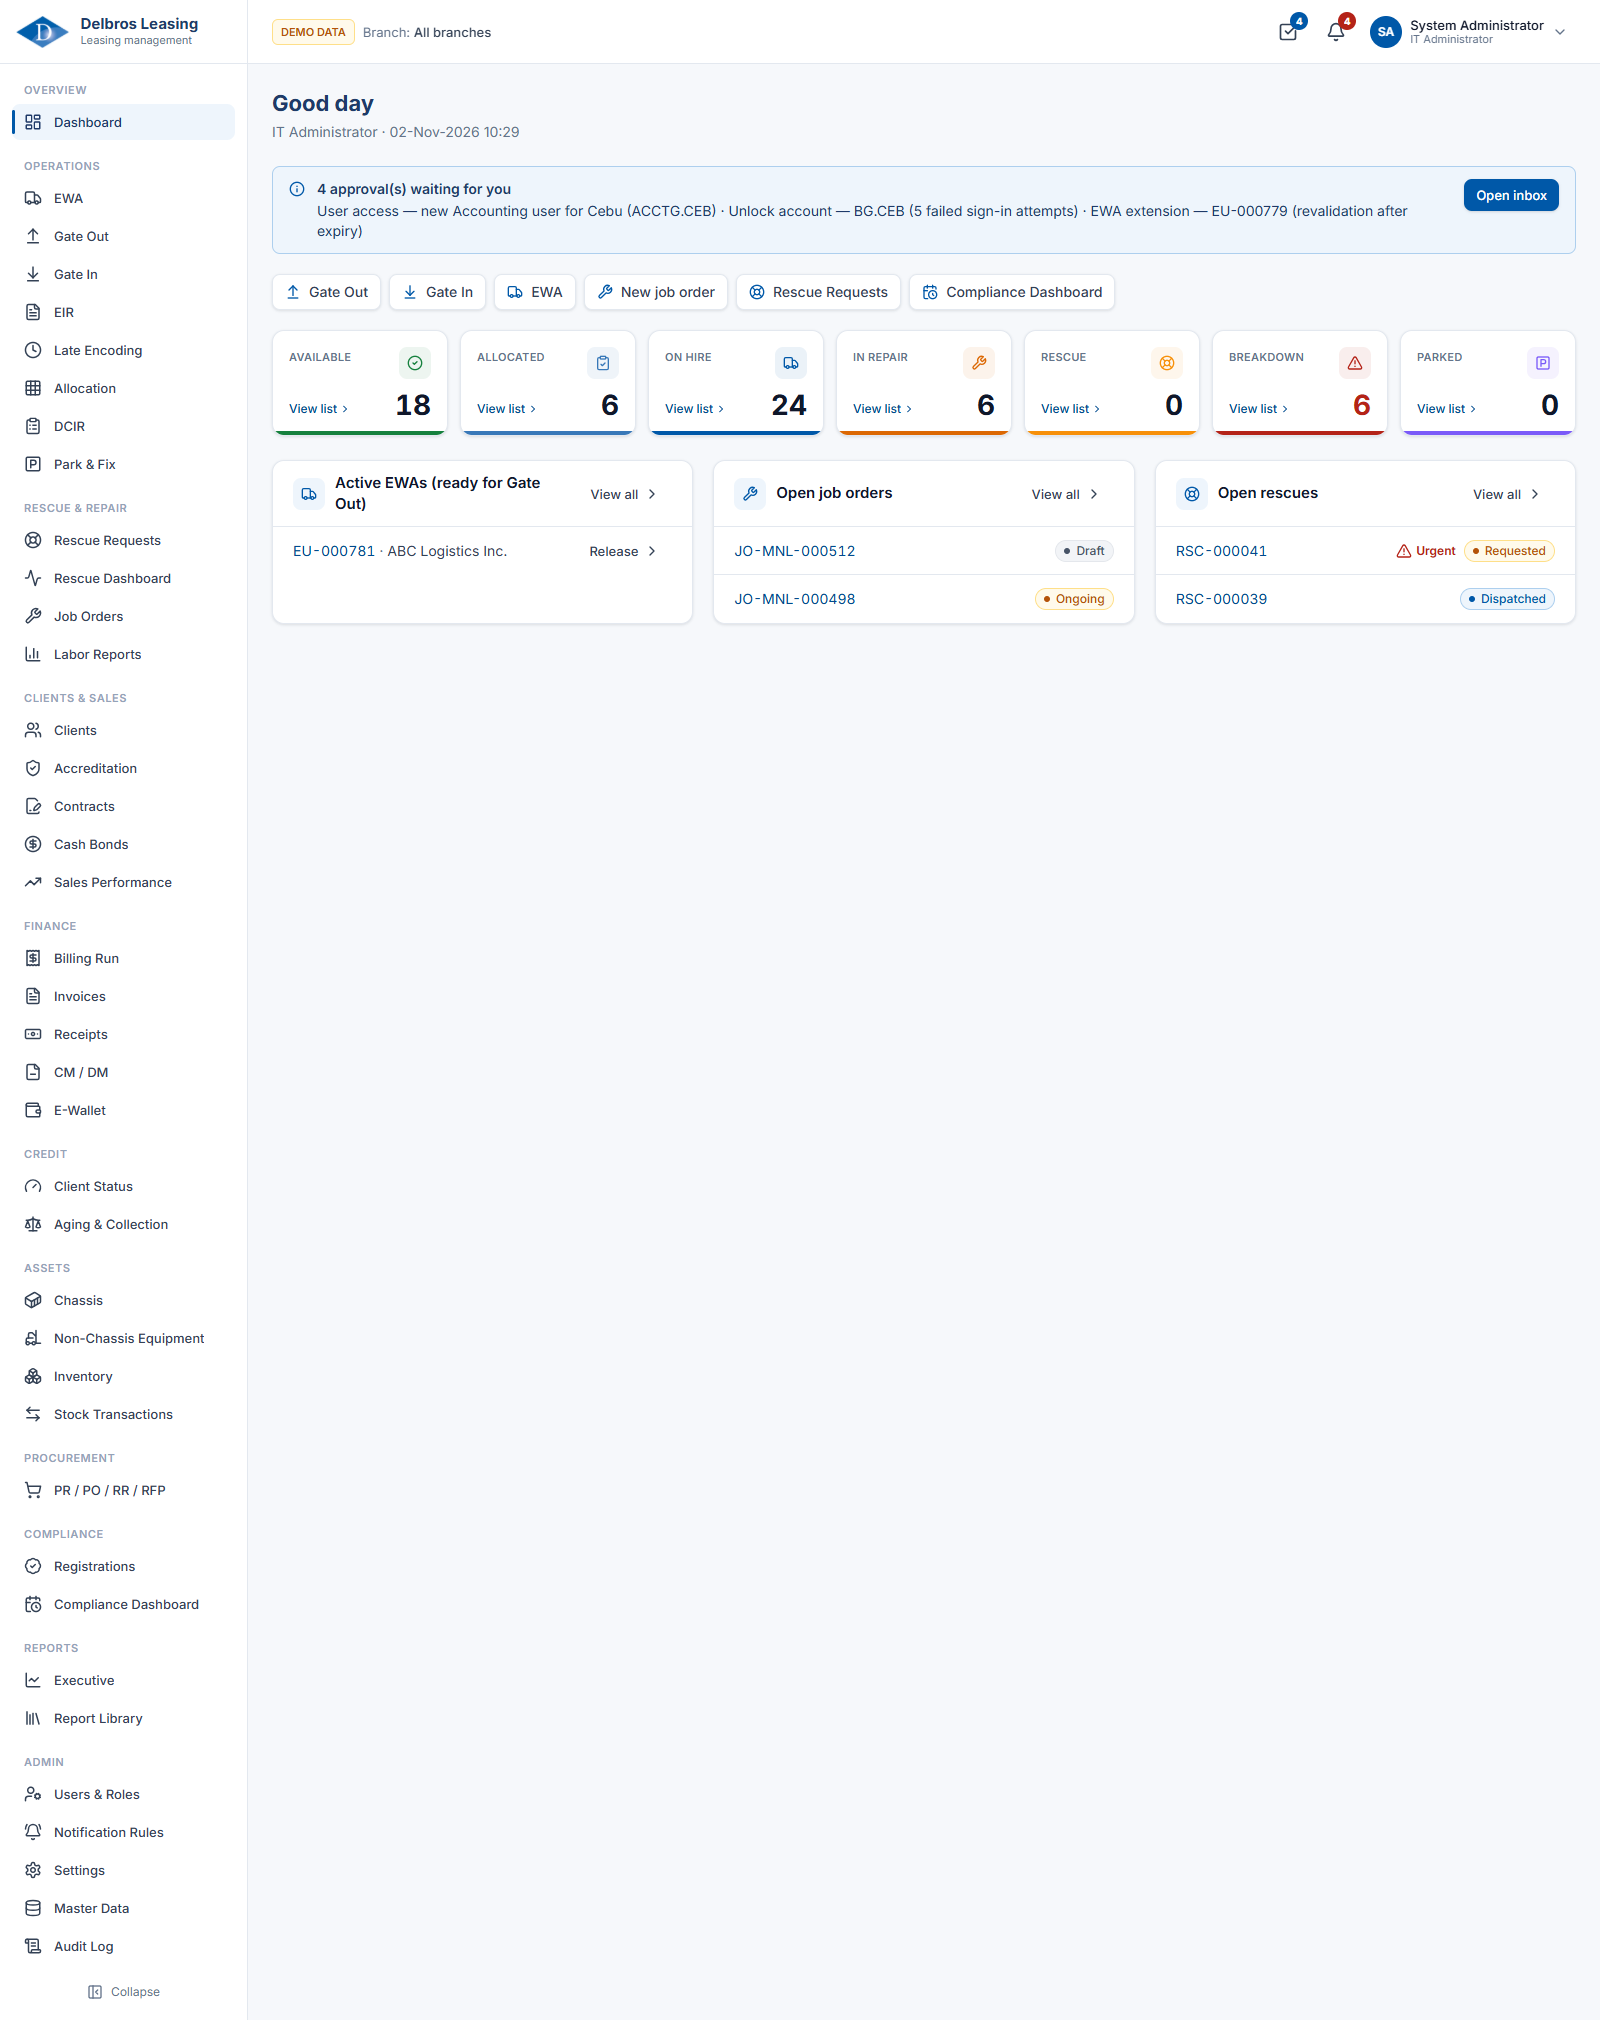 D
Delbros Leasing
Leasing management
DEMO DATA
Branch: All branches
4
4
SA
System Administrator
IT Administrator
OVERVIEW
Dashboard
OPERATIONS
EWA
Gate Out
Gate In
EIR
Late Encoding
Allocation
DCIR
Park & Fix
RESCUE & REPAIR
Rescue Requests
Rescue Dashboard
Job Orders
Labor Reports
CLIENTS & SALES
Clients
Accreditation
Contracts
Cash Bonds
Sales Performance
FINANCE
Billing Run
Invoices
Receipts
CM / DM
E-Wallet
CREDIT
Client Status
Aging & Collection
ASSETS
Chassis
Non-Chassis Equipment
Inventory
Stock Transactions
PROCUREMENT
PR / PO / RR / RFP
COMPLIANCE
Registrations
Compliance Dashboard
REPORTS
Executive
Report Library
ADMIN
Users & Roles
Notification Rules
Settings
Master Data
Audit Log
Collapse
Good day
IT Administrator · 02-Nov-2026 10:29
4 approval(s) waiting for you
User access — new Accounting user for Cebu (ACCTG.CEB) · Unlock account — BG.CEB (5 failed sign-in attempts) · EWA extension — EU-000779 (revalidation after
expiry)
Open inbox
Gate Out
Gate In
EWA
New job order
Rescue Requests
Compliance Dashboard
AVAILABLE
View list
18
ALLOCATED
View list
6
ON HIRE
View list
24
IN REPAIR
View list
6
RESCUE
View list
0
BREAKDOWN
View list
6
PARKED
View list
0
Active EWAs (ready for Gate
Out)
View all
EU-000781 · ABC Logistics Inc.
Release
Open job orders
View all
JO-MNL-000512
Draft
JO-MNL-000498
Ongoing
Open rescues
View all
RSC-000041
Urgent
Requested
RSC-000039
Dispatched